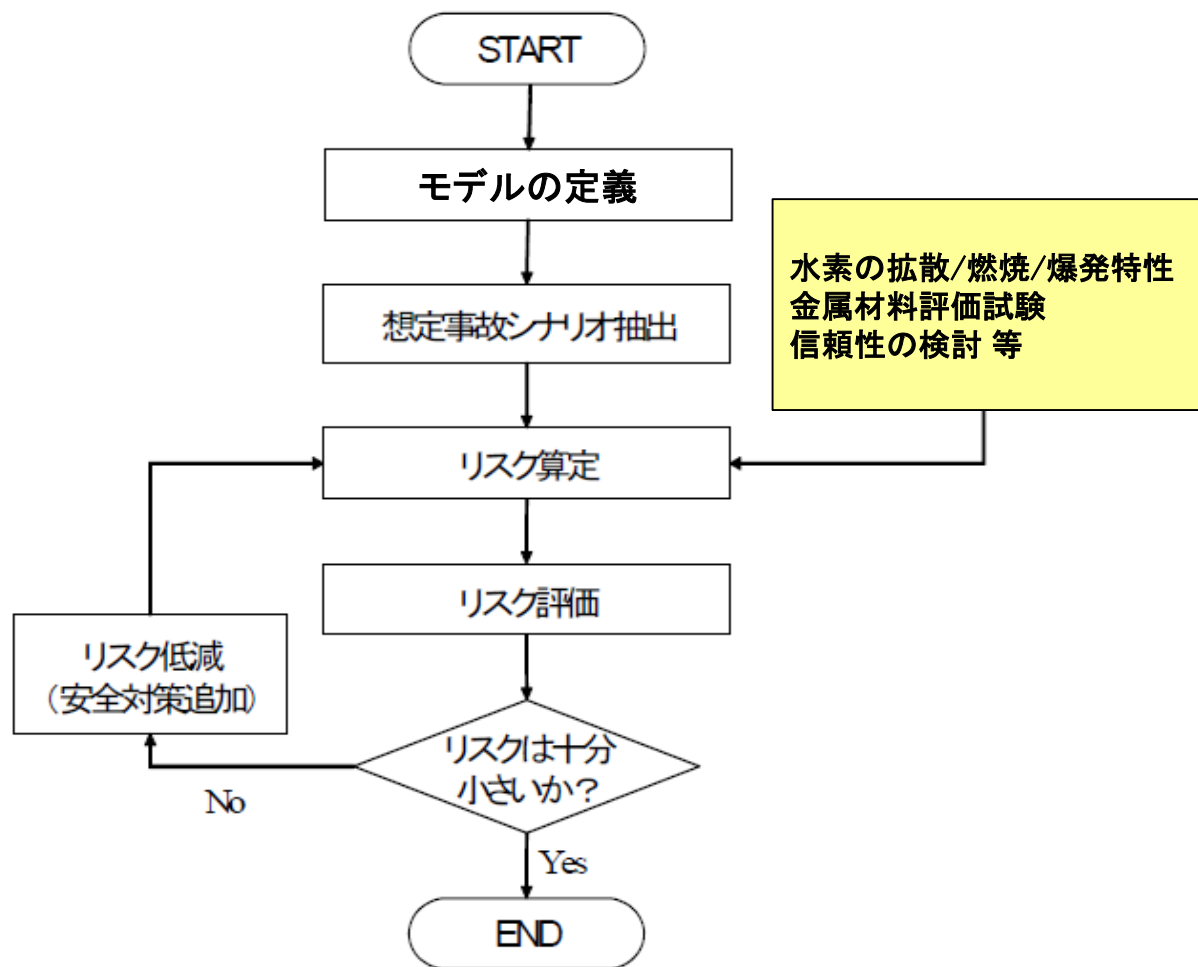 START
モデルの定義
水素の拡散/燃焼/爆発特性
金属材料評価試験
信頼性の検討 等
想定事故シナリオ抽出
リスク算定
リスク評価
リスク低減
（安全対策追加）
リスクは十分
小さいか？
No
Yes
END